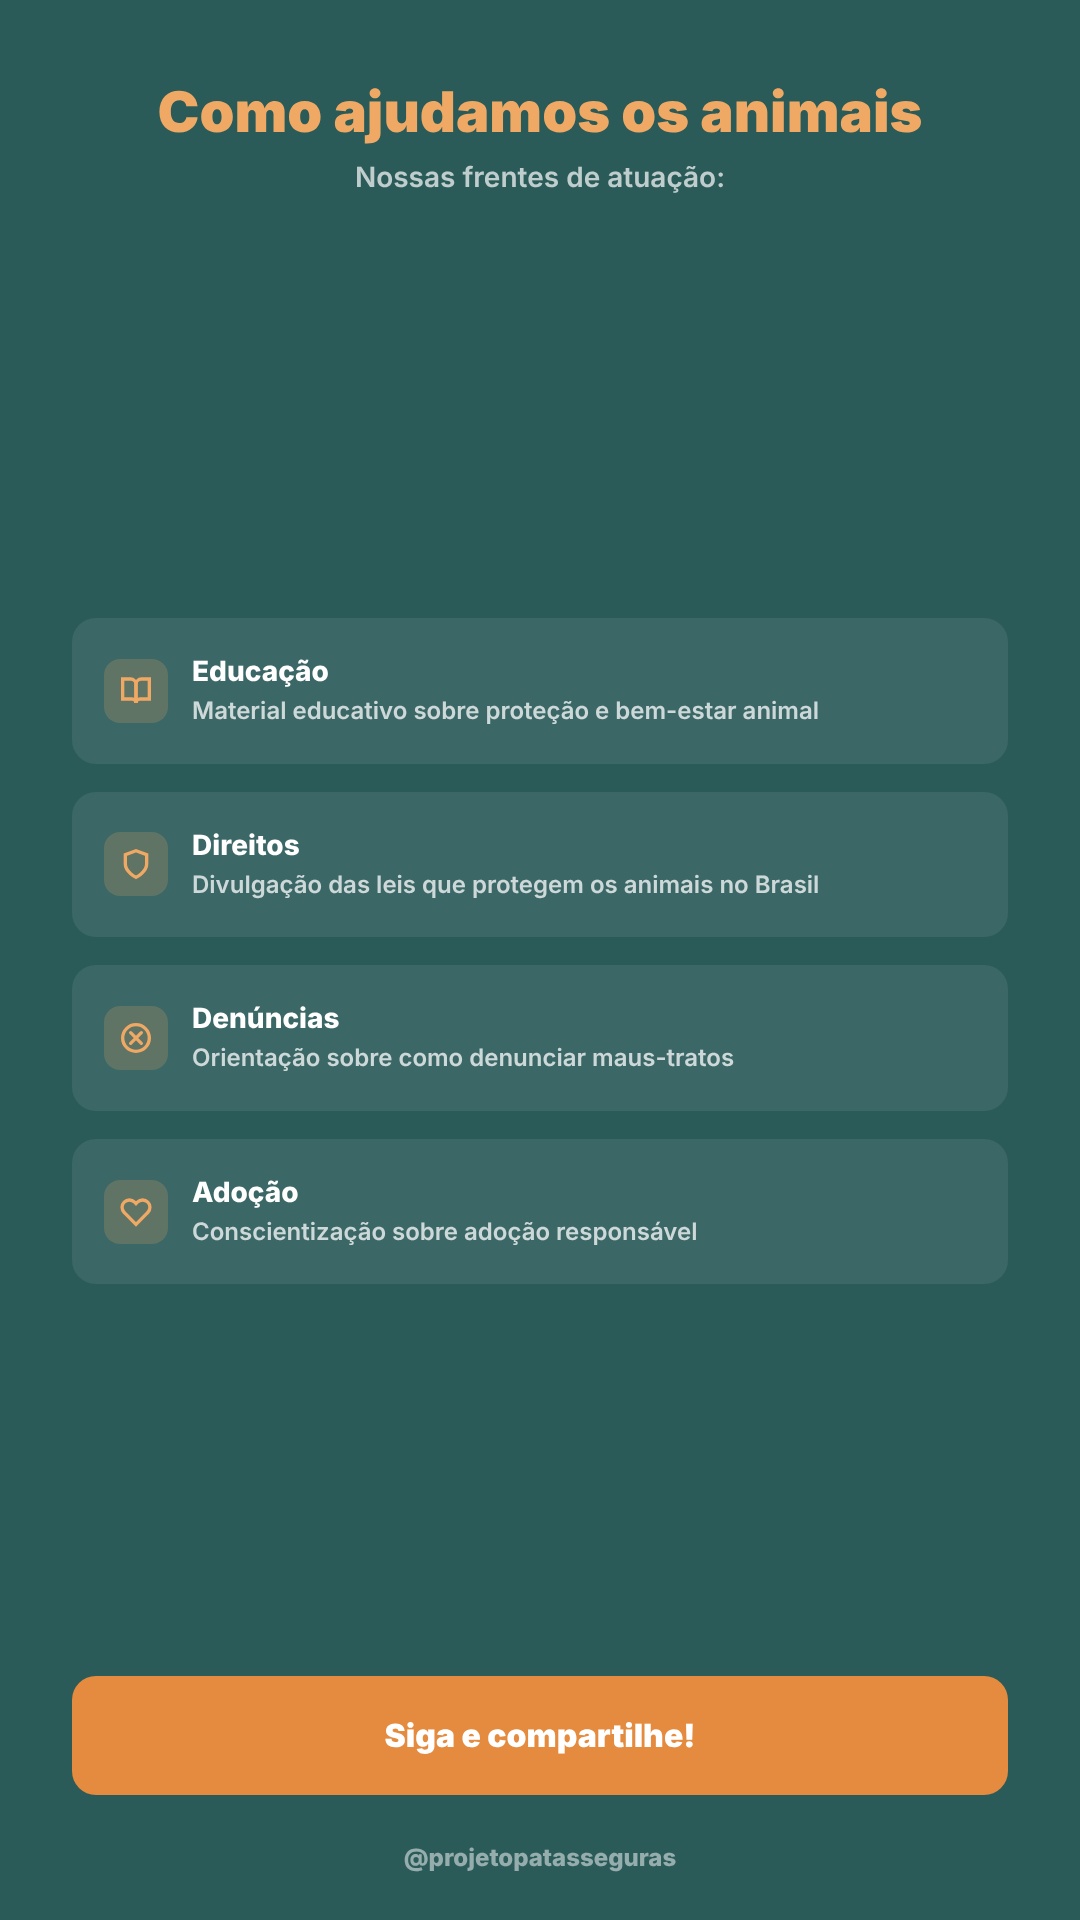 Como ajudamos os animais
Nossas frentes de atuação:
Educação
Material educativo sobre proteção e bem-estar animal
Direitos
Divulgação das leis que protegem os animais no Brasil
Denúncias
Orientação sobre como denunciar maus-tratos
Adoção
Conscientização sobre adoção responsável
Siga e compartilhe!
@projetopatasseguras